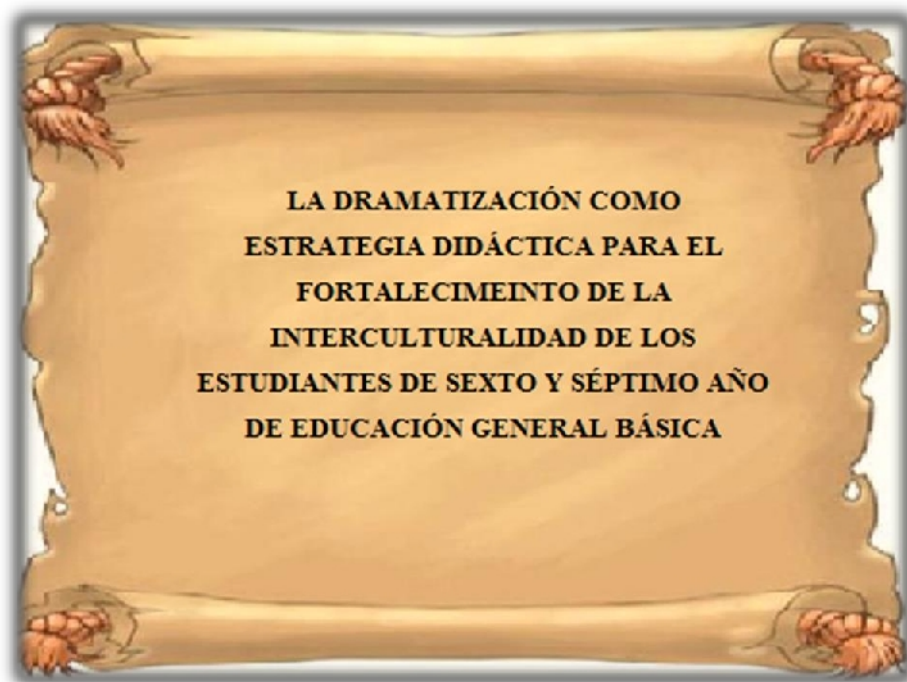 LA DRAMATIZACIÓN COMO
ESTRATEGIA DIDÁCTICA PARA EL
FORTALECIMEINTO DE LA
INTERCULTURALIDAD DE LOS
ESTUDIANTES DE SEXTO Y SÉPTIMO AÑO
DE EDUCACIÓN GENERAL BÁSICA